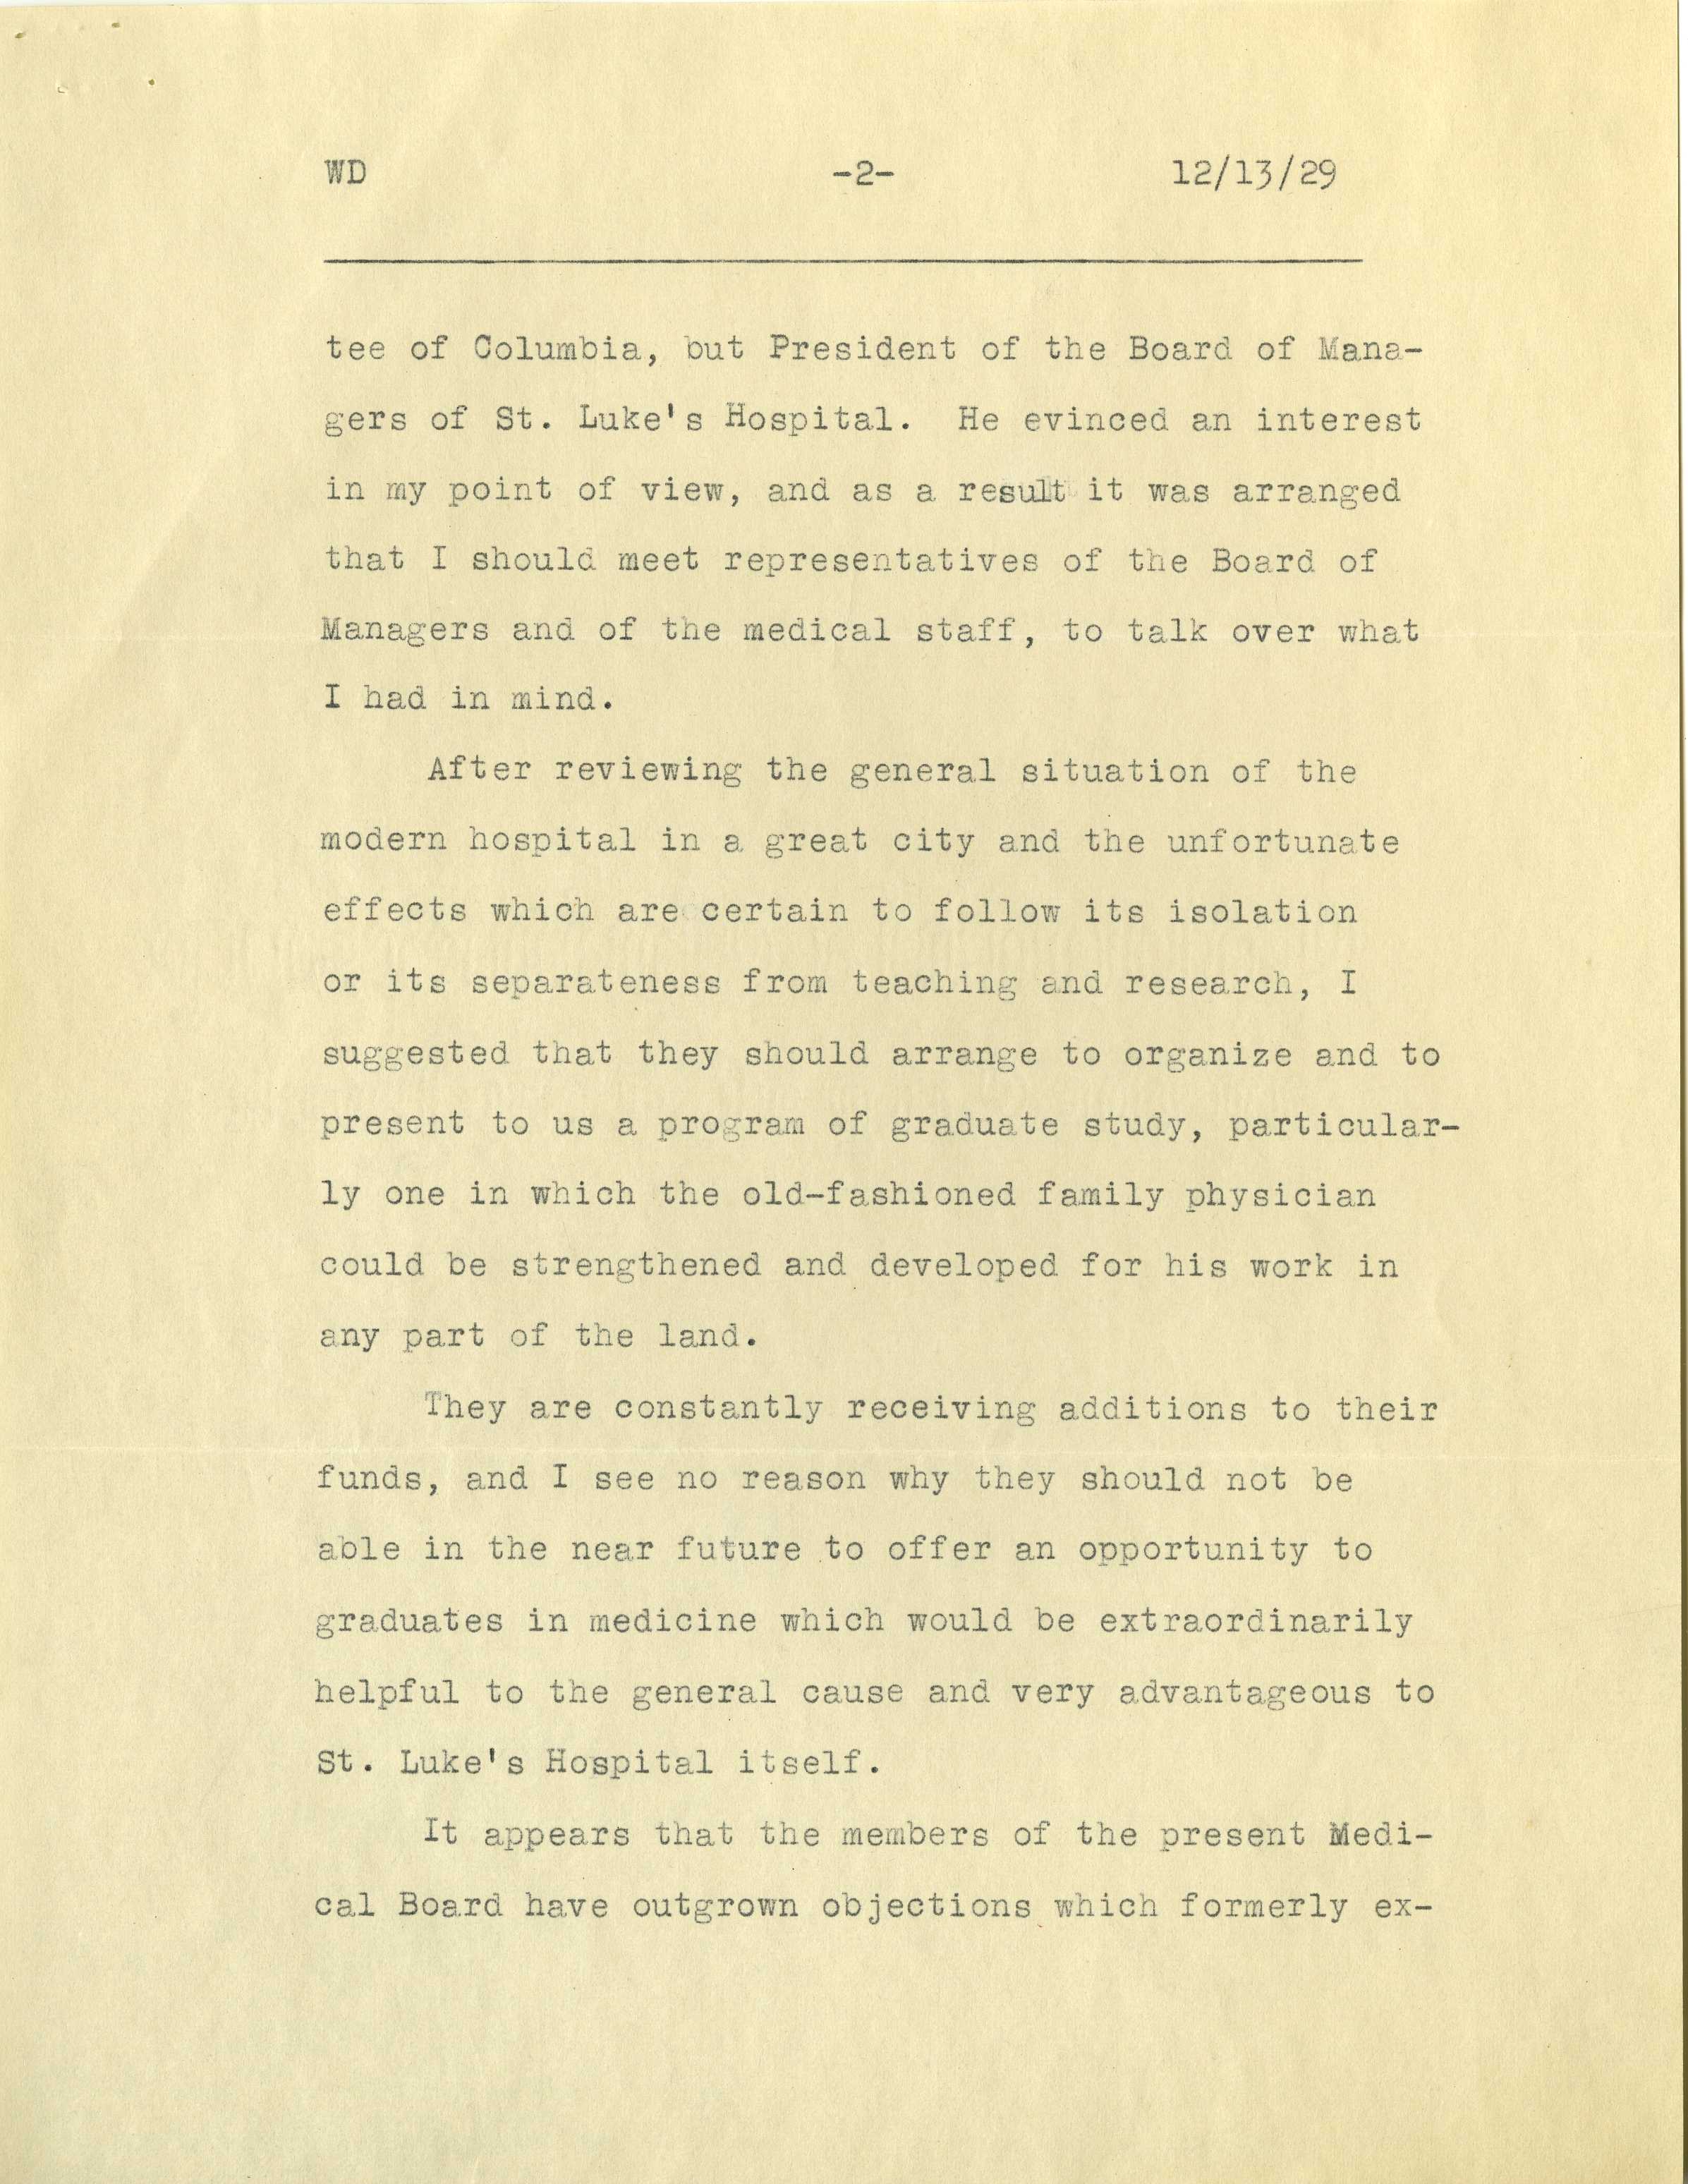 WD -2- 12/13/29
tee of Columbia, but President of the Board of Mana-
gers of St. Luke's Hospital. He evinced an interest
in my point of view, and as a result it was arranged
that I should meet representatives of the Board of
Managers and of the medical staff, to talk over what
I had in mind.
After reviewing the general situation of the
modern hospital in a great city and the unfortunate
effects which are certain to follow its isolation
or its separateness from teaching and research, I
suggested that they should arrange to organize and to
present to us a program of graduate study, particular-
ly one in which the old-fashioned family physician
could be strengthened and developed for his work in
any part of the land.
They are constantly receiving additions to their
funds, and I see no reason why they should not be
able in the near future to offer an opportunity to
graduates in medicine which would be extraordinarily
helpful to the general cause and very advantageous to
St. Luke's Hospital itself.
It appears that the members of the present Medi-
cal Board have outgrown objections which formerly ex-